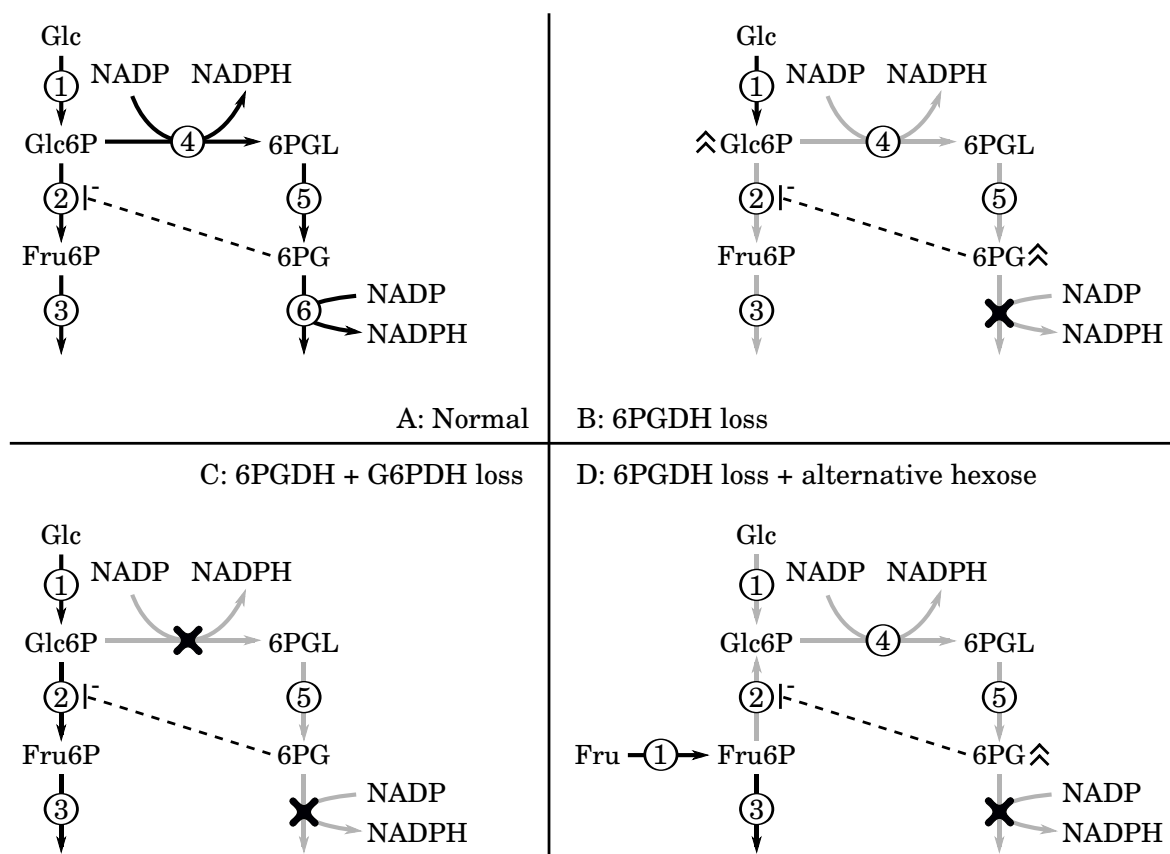 Glc
1
NADP NADPH
Glc6P
4
6PGL
2
-
5
Fru6P
6PG
3
6
NADP
NADPH
A: Normal
Glc
1
NADP NADPH
Glc6P
4
6PGL
2
-
5
Fru6P
6PG
3
NADP
NADPH
B: 6PGDH loss
C: 6PGDH + G6PDH loss
Glc
1
NADP NADPH
Glc6P
6PGL
2
-
5
Fru6P
6PG
3
NADP
NADPH
D: 6PGDH loss + alternative hexose
Glc
1
NADP NADPH
Glc6P
4
6PGL
2
-
5
Fru 1 Fru6P
6PG
3
NADP
NADPH